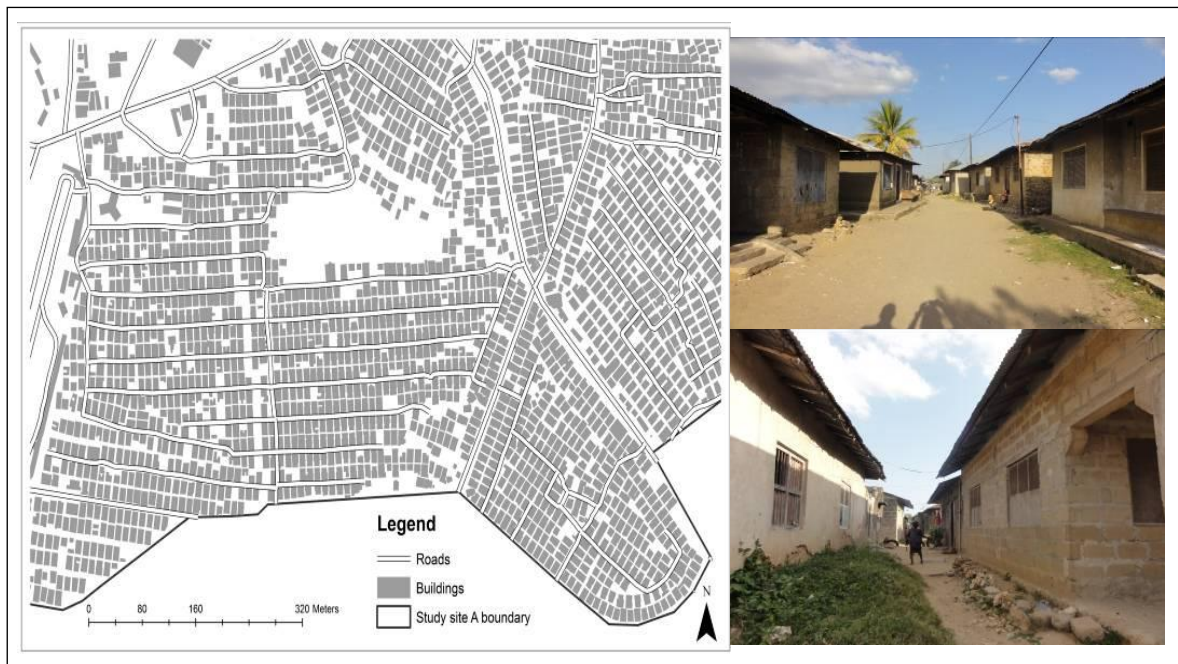 Legend
Roads
Buildings
Study site A boundary
N
0 80 160 320 Meters